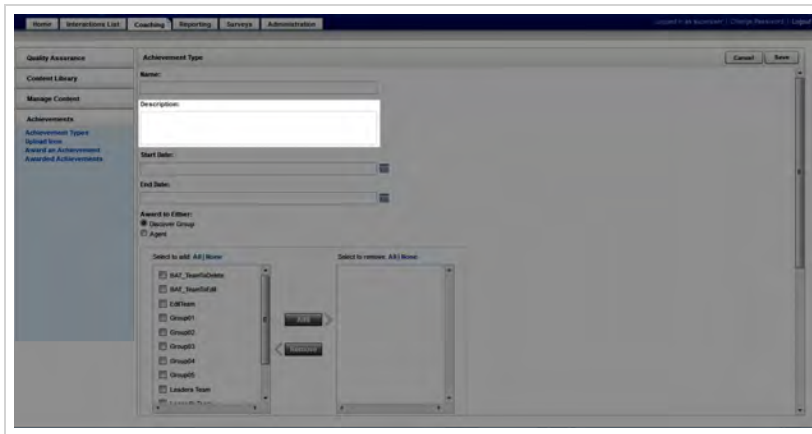 Home Interactions List Coaching Reporting Surveys Administration
Logged in as superuser | Change Password | Logout
Quality Assurance
Content Library
Manage Content
Achievements
Achievement Types
Upload Icon
Award an Achievement
Awarded Achievements
Achievement Type
Cancel Save
Name:
Description:
Start Date:
End Date:
Award to Either:
Discover Group
Agent
Select to add: All | None
Select to remove: All | None
BAT_TeamToDelete
BAT_TeamToEdit
EditTeam
Group01
Group02
Group03
Group04
Group05
Leaders Team
Add
Remove